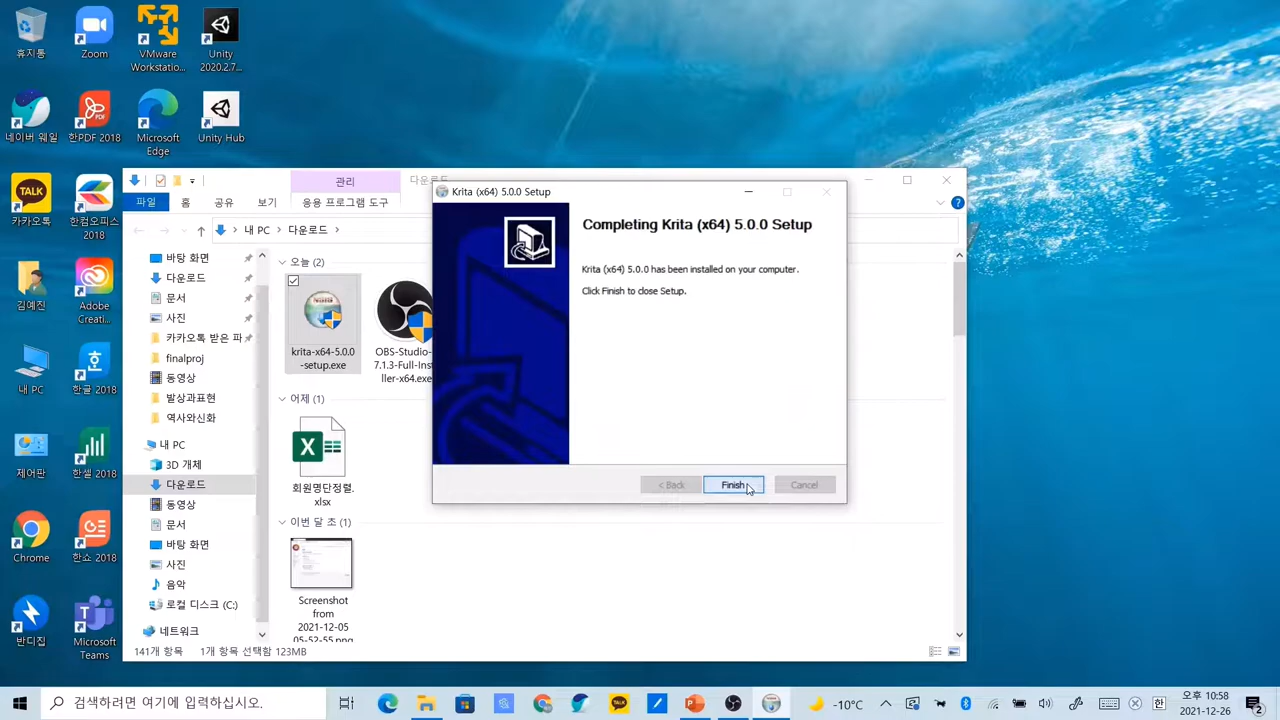 휴지통
Zoom
VMware
Workstatio...
Unity
2020.2.7...
네이버 웨일
한PDF 2018
Microsoft
Edge
Unity Hub
TALK
카카오톡
한컴오피스
2018
김예진
Adobe
Creati...
내 PC
한글 2018
제어판
한셀 2018
Chrome
한쇼 2018
반디집
Microsoft
Teams
관리
다운로드
파일
홈
공유
보기
응용 프로그램 도구
내 PC
다운로드
바탕 화면
다운로드
문서
사진
카카오톡 받은 파
finalproj
동영상
발상과표현
역사와신화
내 PC
3D 개체
다운로드
동영상
문서
바탕 화면
사진
음악
로컬 디스크 (C:)
네트워크
오늘 (2)
krita-x64-5.0.0
-setup.exe
OBS-Studio-
7.1.3-Full-Inst
ller-x64.exe
어제 (1)
회원명단정렬.
xlsx
이번 달 초 (1)
Screenshot
from
2021-12-05
05-52-55.png
141개 항목
1개 항목 선택함 123MB
Krita (x64) 5.0.0 Setup
Completing Krita (x64) 5.0.0 Setup
Krita (x64) 5.0.0 has been installed on your computer.
Click Finish to close Setup.
< Back
Finish
Cancel
검색하려면 여기에 입력하십시오.
-10°C
한
오후 10:58
2021-12-26
2